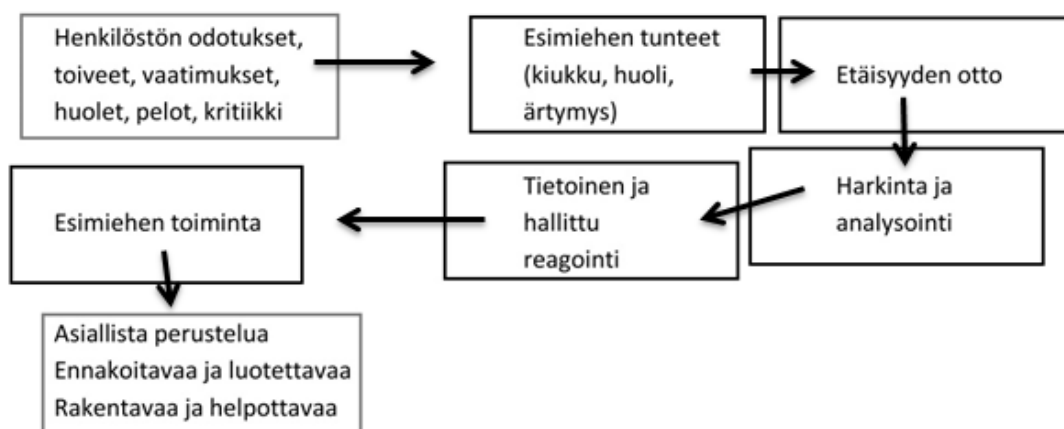 Henkilöstön odotukset,
toiveet, vaatimukset,
huolet, pelot, kritiikki
Esimiehen tunteet
(kiukku, huoli,
ärtymys)
Etäisyyden otto
Harkinta ja
analysointi
Tietoinen ja
hallittu
reagointi
Esimiehen toiminta
Asiallista perustelua
Ennakoitavaa ja luotettavaa
Rakentavaa ja helpottavaa